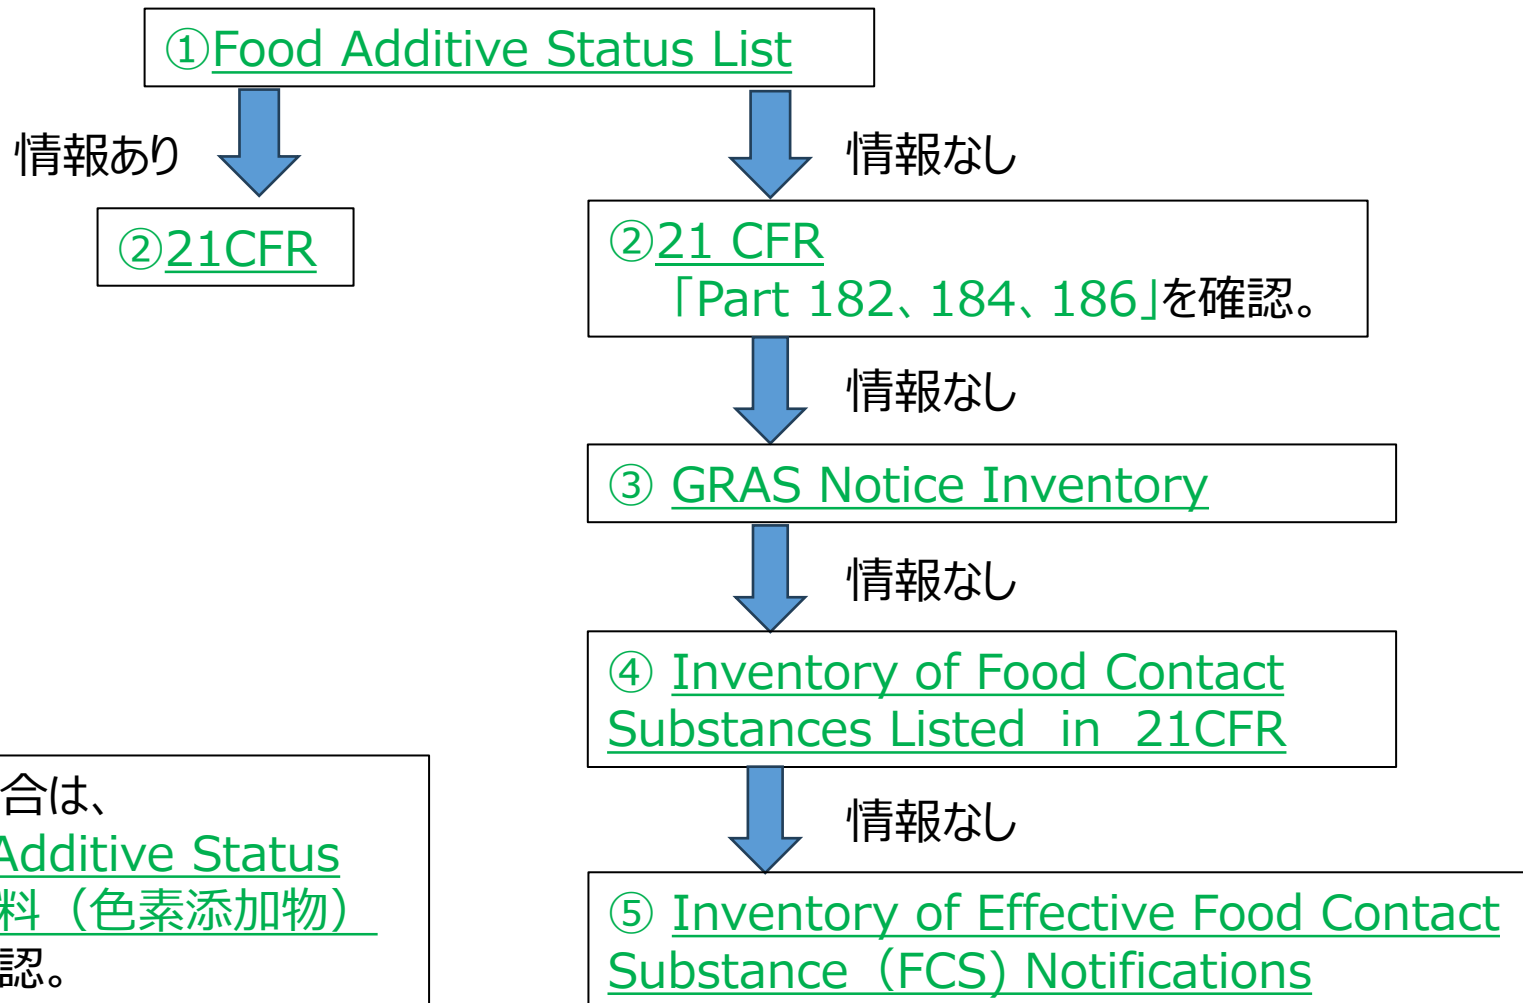 ①Food Additive Status List
情報あり
情報なし
②21CFR
②21 CFR
「Part 182、184、186」を確認。
情報なし
③ GRAS Notice Inventory
情報なし
④ Inventory of Food Contact
Substances Listed in 21CFR
情報なし
⑤ Inventory of Effective Food Contact
Substance（FCS) Notifications
合は、
Additive Status
料（色素添加物）
認。